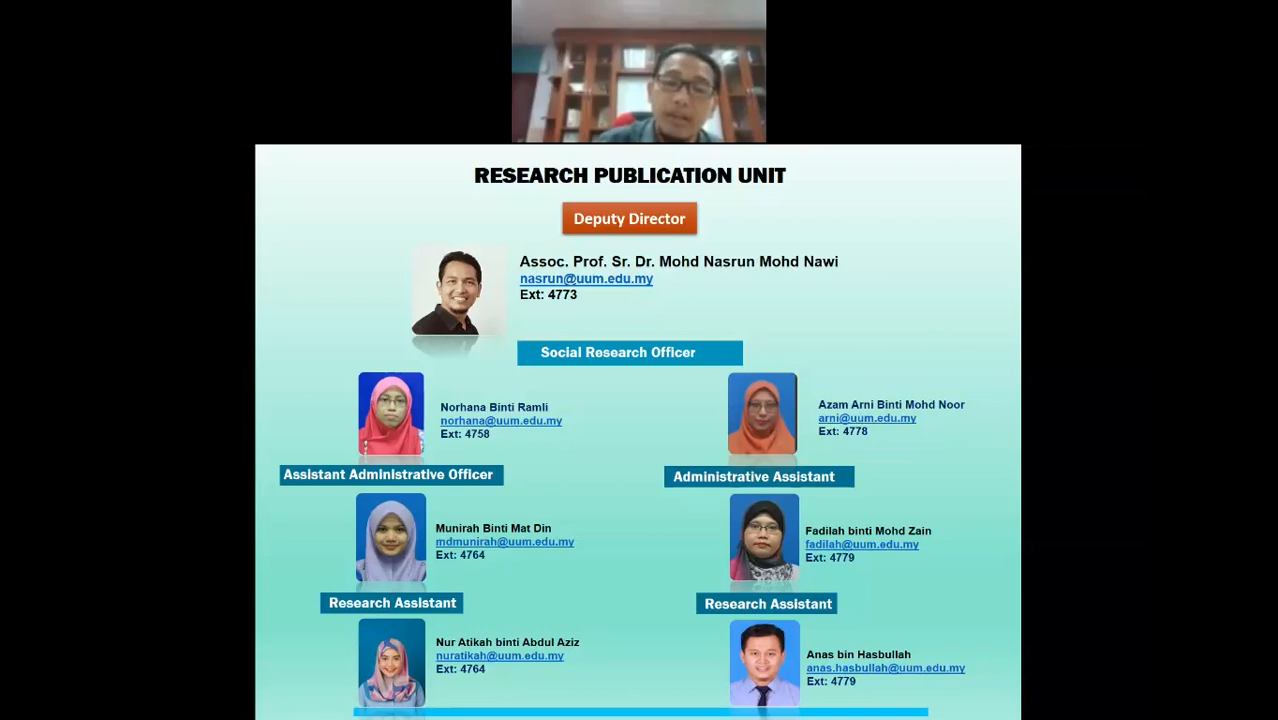 RESEARCH PUBLICATION UNIT
Deputy Director
Assoc. Prof. Sr. Dr. Mohd Nasrun Mohd Nawi
nasrun@uum.edu.my
Ext: 4773
Social Research Officer
Norhana Binti Ramli
norhana@uum.edu.my
Ext: 4758
Azam Arni Binti Mohd Noor
arni@uum.edu.my
Ext: 4778
Assistant Administrative Officer
Administrative Assistant
Munirah Binti Mat Din
mdmunirah@uum.edu.my
Ext: 4764
Fadilah binti Mohd Zain
fadilah@uum.edu.my
Ext: 4779
Research Assistant
Research Assistant
Nur Atikah binti Abdul Aziz
nuratikah@uum.edu.my
Ext: 4764
Anas bin Hasbullah
anas.hasbullah@uum.edu.my
Ext: 4779